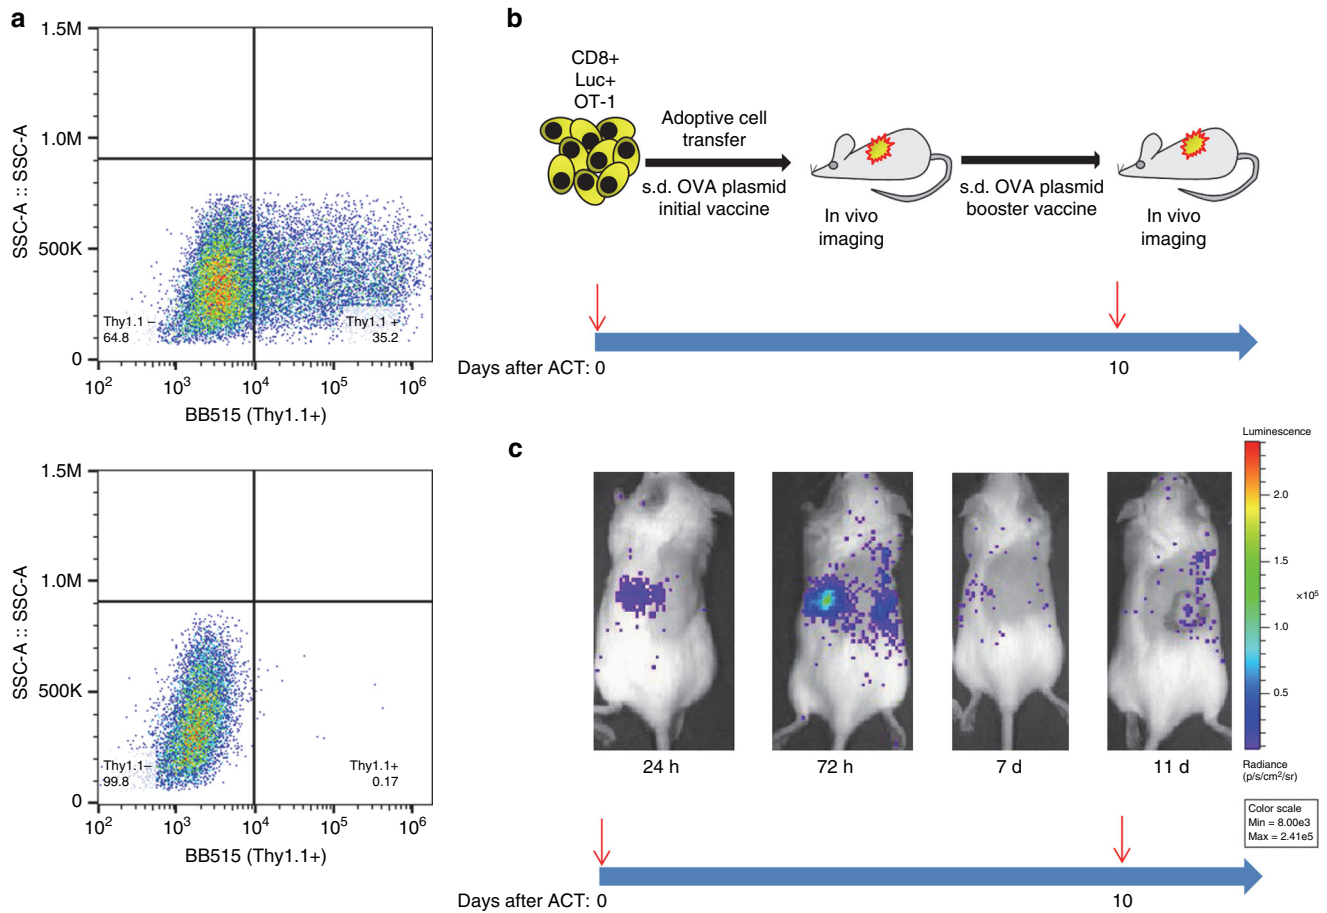 a
1.5M
1.0M
500K
0
SSC-A :: SSC-A
Thy1.1 –
64.8
Thy1.1 +
35.2
10²
10³
10⁴
10⁵
10⁶
BB515 (Thy1.1+)
1.5M
1.0M
500K
0
SSC-A :: SSC-A
Thy1.1–
99.8
Thy1.1+
0.17
10²
10³
10⁴
10⁵
10⁶
BB515 (Thy1.1+)
b
CD8+
Luc+
OT-1
Adoptive cell
transfer
s.d. OVA plasmid
initial vaccine
In vivo
imaging
s.d. OVA plasmid
booster vaccine
In vivo
imaging
Days after ACT: 0
10
c
24 h
72 h
7 d
11 d
Luminescence
2.0
1.5
×10⁵
1.0
0.5
Radiance
(p/s/cm²/sr)
Color scale
Min = 8.00e3
Max = 2.41e5
Days after ACT: 0
10